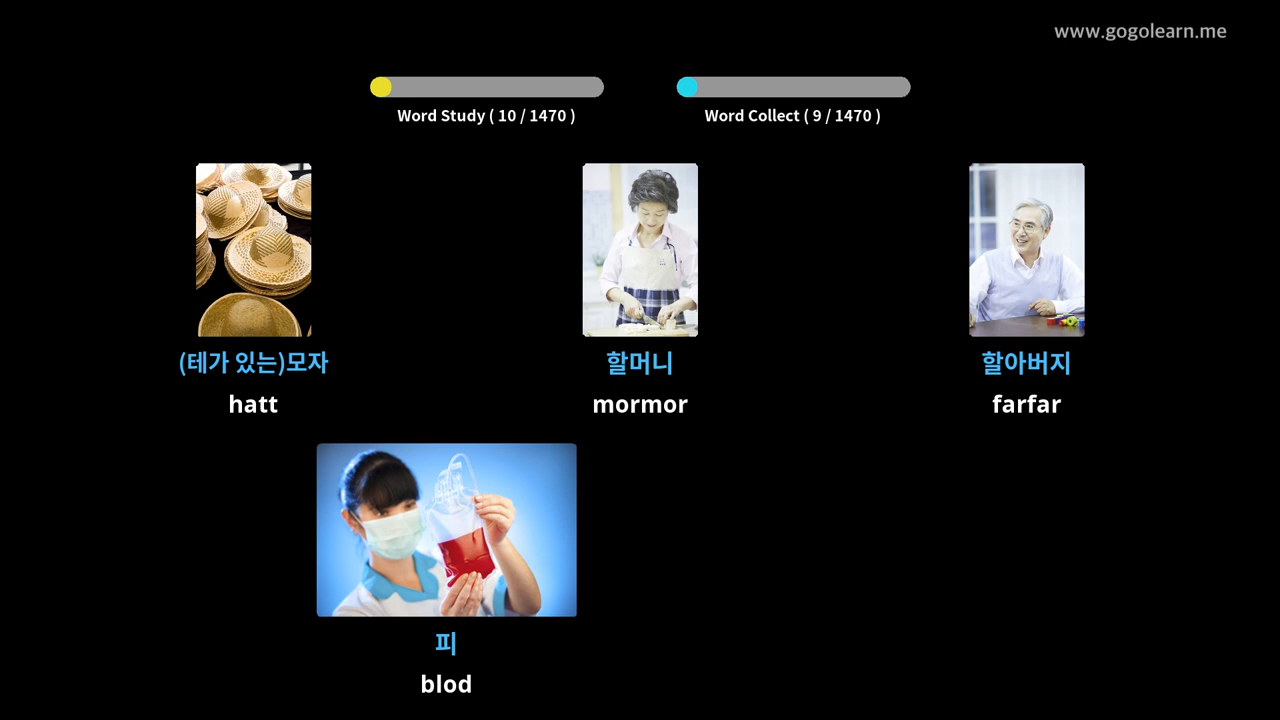 www.gogolearn.me
Word Study ( 10 / 1470 )
Word Collect ( 9 / 1470 )
(테가 있는)모자
hatt
할머니
mormor
할아버지
farfar
피
blod